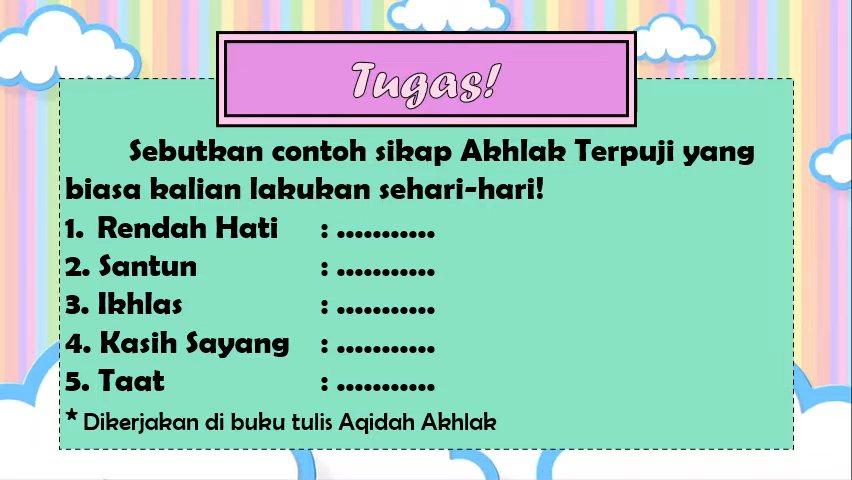 Tugas!
Sebutkan contoh sikap Akhlak Terpuji yang
biasa kalian lakukan sehari-hari!
1. Rendah Hati : ...........
2. Santun : ...........
3. Ikhlas : ...........
4. Kasih Sayang : ...........
5. Taat : ...........
* Dikerjakan di buku tulis Aqidah Akhlak